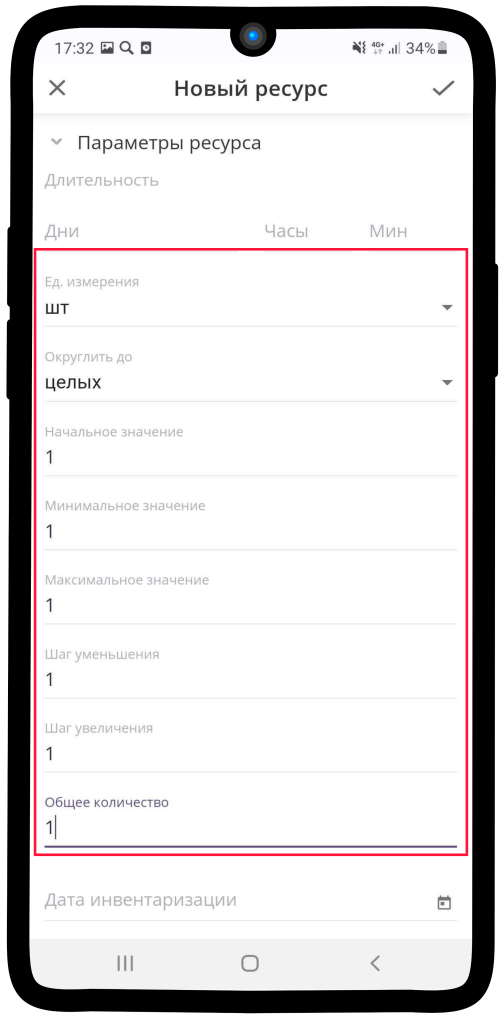 17:32 4G+ 34%
Новый ресурс
Параметры ресурса
Длительность
Дни Часы Мин
Ед. измерения
шт
Округлить до
целых
Начальное значение
1
Минимальное значение
1
Максимальное значение
1
Шаг уменьшения
1
Шаг увеличения
1
Общее количество
1
Дата инвентаризации